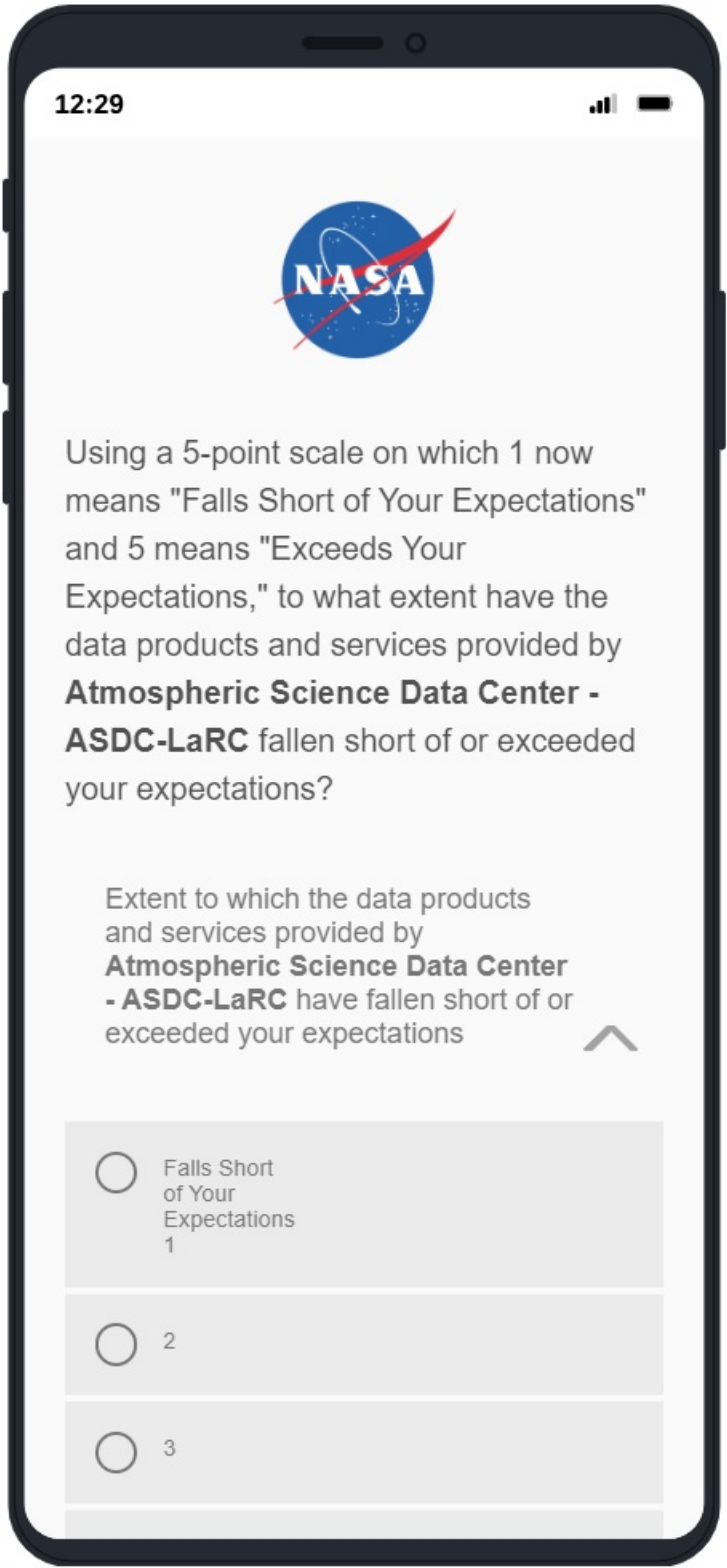 12:29
NASA
Using a 5-point scale on which 1 now
means "Falls Short of Your Expectations"
and 5 means "Exceeds Your
Expectations," to what extent have the
data products and services provided by
Atmospheric Science Data Center -
ASDC-LaRC fallen short of or exceeded
your expectations?
Extent to which the data products
and services provided by
Atmospheric Science Data Center
- ASDC-LaRC have fallen short of or
exceeded your expectations
Falls Short
of Your
Expectations
1
2
3